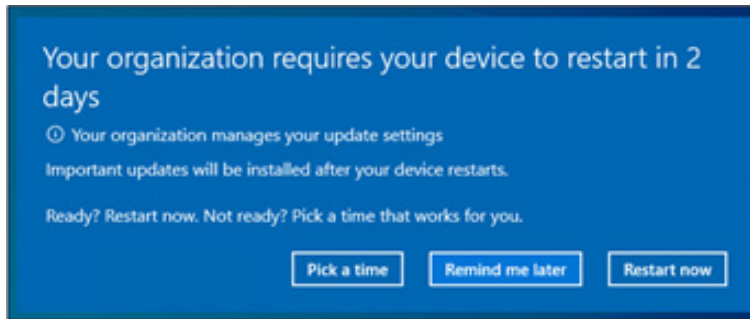 Your organization requires your device to restart in 2
days
Your organization manages your update settings
Important updates will be installed after your device restarts.
Ready? Restart now. Not ready? Pick a time that works for you.
Pick a time Remind me later Restart now